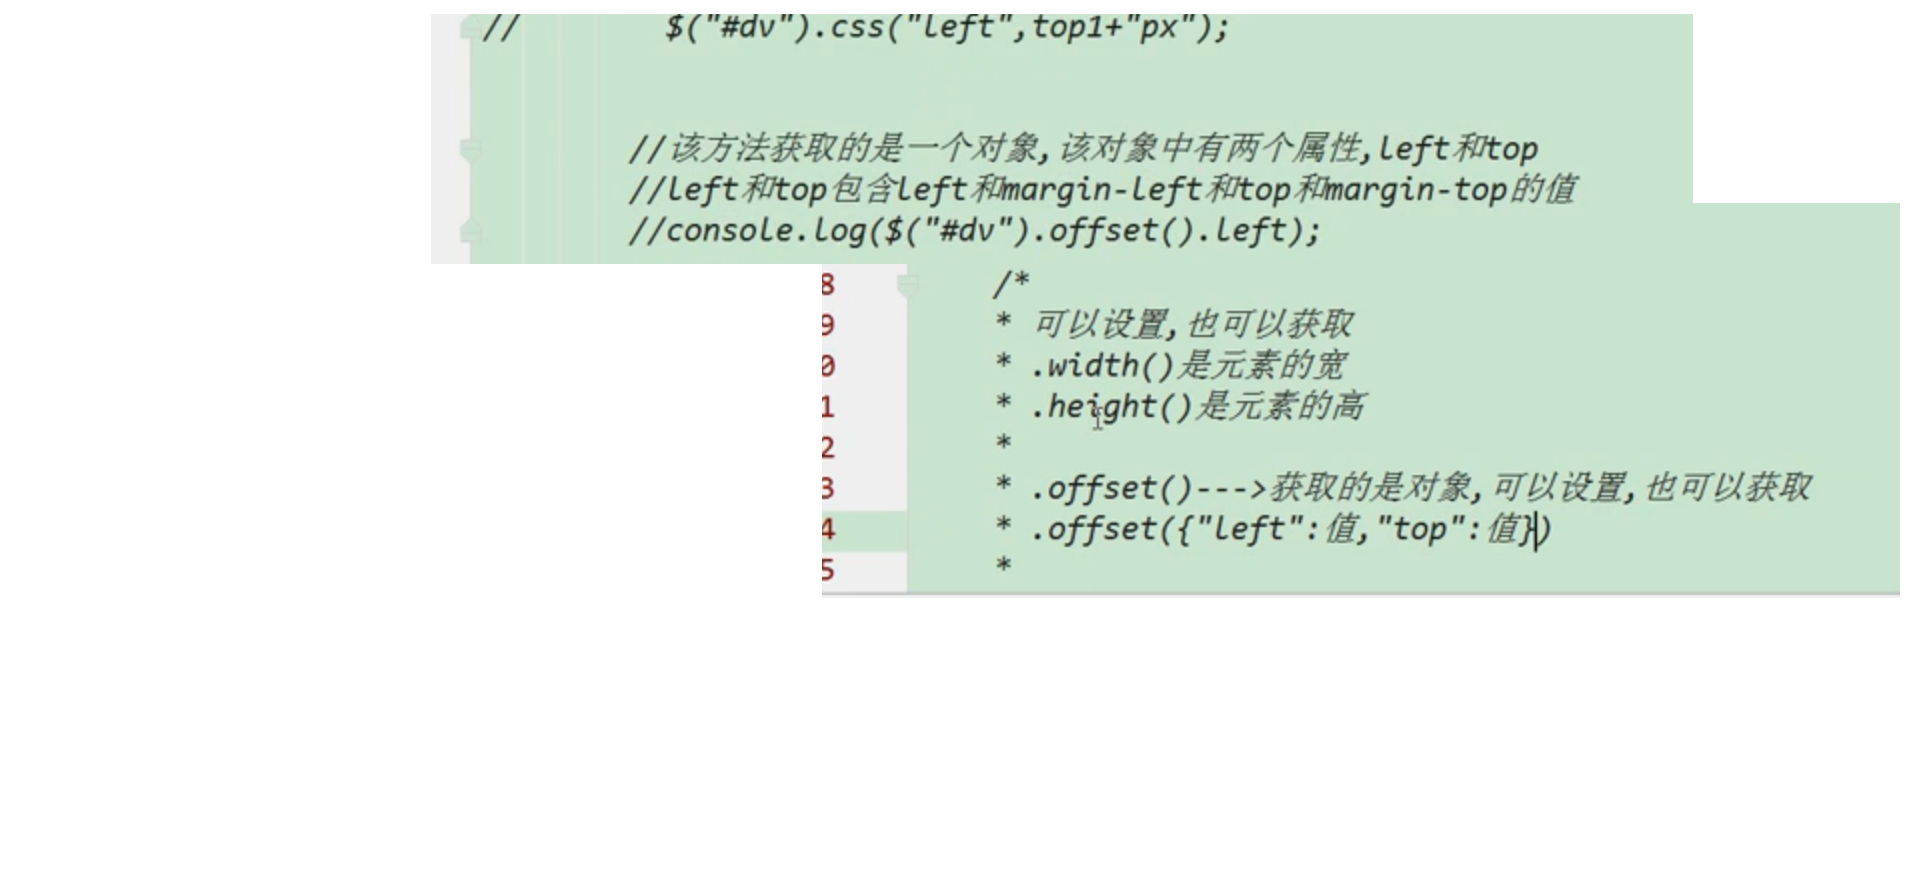 // $("#dv").css("left",top1+"px");
//该方法获取的是一个对象,该对象中有两个属性,left和top
//left和top包含left和margin-left和top和margin-top的值
//console.log($("#dv").offset().left);
8 /*
9 * 可以设置,也可以获取
0 * .width()是元素的宽
1 * .height()是元素的高
2 *
3 * .offset()--->获取的是对象,可以设置,也可以获取
4 * .offset({"left":值,"top":值})
5 *